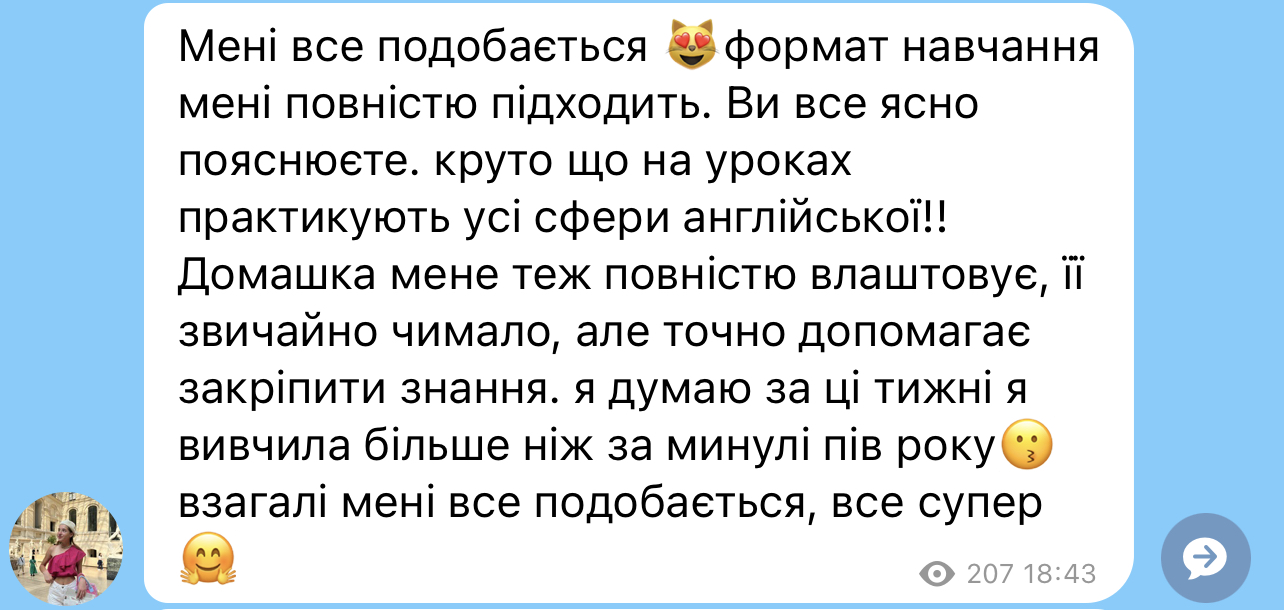 Мені все подобається 😻формат навчання
мені повністю підходить. Ви все ясно
пояснюєте. круто що на уроках
практикують усі сфери англійської!!
Домашка мене теж повністю влаштовує, її
звичайно чимало, але точно допомагає
закріпити знання. я думаю за ці тижні я
вивчила більше ніж за минулі пів року😗
взагалі мені все подобається, все супер
🤗
207 18:43